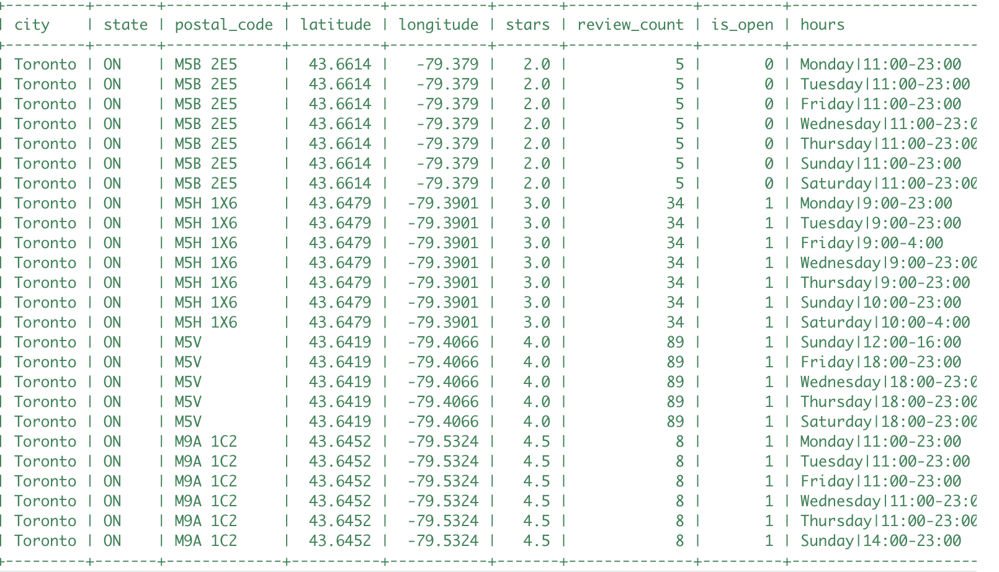 +---------+-------+-------------+----------+-----------+-------+--------------+---------+---------------------
| city    | state | postal_code | latitude | longitude | stars | review_count | is_open | hours
+---------+-------+-------------+----------+-----------+-------+--------------+---------+---------------------
| Toronto | ON    | M5B 2E5     |  43.6614 |   -79.379 |   2.0 |            5 |       0 | Monday|11:00-23:00
| Toronto | ON    | M5B 2E5     |  43.6614 |   -79.379 |   2.0 |            5 |       0 | Tuesday|11:00-23:00
| Toronto | ON    | M5B 2E5     |  43.6614 |   -79.379 |   2.0 |            5 |       0 | Friday|11:00-23:00
| Toronto | ON    | M5B 2E5     |  43.6614 |   -79.379 |   2.0 |            5 |       0 | Wednesday|11:00-23:0
| Toronto | ON    | M5B 2E5     |  43.6614 |   -79.379 |   2.0 |            5 |       0 | Thursday|11:00-23:00
| Toronto | ON    | M5B 2E5     |  43.6614 |   -79.379 |   2.0 |            5 |       0 | Sunday|11:00-23:00
| Toronto | ON    | M5B 2E5     |  43.6614 |   -79.379 |   2.0 |            5 |       0 | Saturday|11:00-23:00
| Toronto | ON    | M5H 1X6     |  43.6479 |  -79.3901 |   3.0 |           34 |       1 | Monday|9:00-23:00
| Toronto | ON    | M5H 1X6     |  43.6479 |  -79.3901 |   3.0 |           34 |       1 | Tuesday|9:00-23:00
| Toronto | ON    | M5H 1X6     |  43.6479 |  -79.3901 |   3.0 |           34 |       1 | Friday|9:00-4:00
| Toronto | ON    | M5H 1X6     |  43.6479 |  -79.3901 |   3.0 |           34 |       1 | Wednesday|9:00-23:00
| Toronto | ON    | M5H 1X6     |  43.6479 |  -79.3901 |   3.0 |           34 |       1 | Thursday|9:00-23:00
| Toronto | ON    | M5H 1X6     |  43.6479 |  -79.3901 |   3.0 |           34 |       1 | Sunday|10:00-23:00
| Toronto | ON    | M5H 1X6     |  43.6479 |  -79.3901 |   3.0 |           34 |       1 | Saturday|10:00-4:00
| Toronto | ON    | M5V         |  43.6419 |  -79.4066 |   4.0 |           89 |       1 | Sunday|12:00-16:00
| Toronto | ON    | M5V         |  43.6419 |  -79.4066 |   4.0 |           89 |       1 | Friday|18:00-23:00
| Toronto | ON    | M5V         |  43.6419 |  -79.4066 |   4.0 |           89 |       1 | Wednesday|18:00-23:0
| Toronto | ON    | M5V         |  43.6419 |  -79.4066 |   4.0 |           89 |       1 | Thursday|18:00-23:00
| Toronto | ON    | M5V         |  43.6419 |  -79.4066 |   4.0 |           89 |       1 | Saturday|18:00-23:00
| Toronto | ON    | M9A 1C2     |  43.6452 |  -79.5324 |   4.5 |            8 |       1 | Monday|11:00-23:00
| Toronto | ON    | M9A 1C2     |  43.6452 |  -79.5324 |   4.5 |            8 |       1 | Tuesday|11:00-23:00
| Toronto | ON    | M9A 1C2     |  43.6452 |  -79.5324 |   4.5 |            8 |       1 | Friday|11:00-23:00
| Toronto | ON    | M9A 1C2     |  43.6452 |  -79.5324 |   4.5 |            8 |       1 | Wednesday|11:00-23:0
| Toronto | ON    | M9A 1C2     |  43.6452 |  -79.5324 |   4.5 |            8 |       1 | Thursday|11:00-23:00
| Toronto | ON    | M9A 1C2     |  43.6452 |  -79.5324 |   4.5 |            8 |       1 | Sunday|14:00-23:00
+---------+-------+-------------+----------+-----------+-------+--------------+---------+---------------------